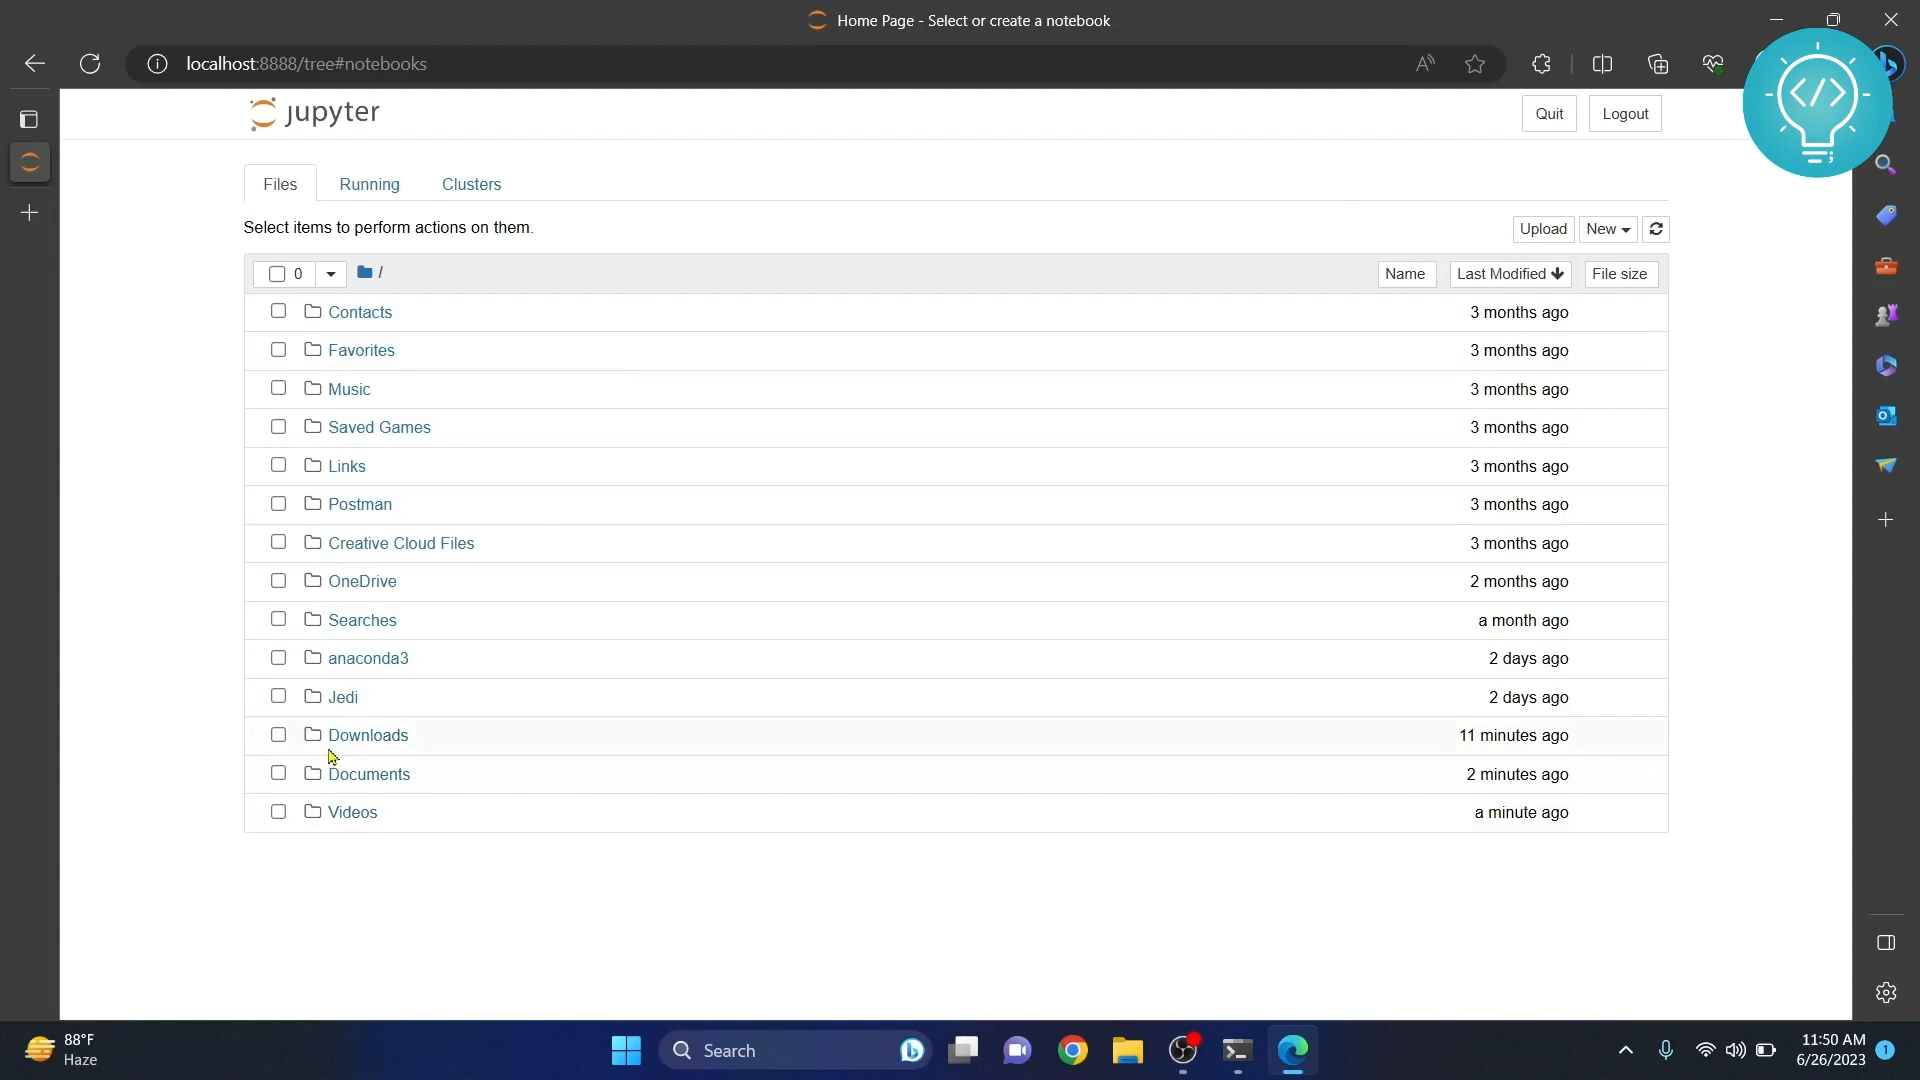 Home Page - Select or create a notebook
localhost:8888/tree#notebooks
jupyter
Quit
Logout
</>
Files
Running
Clusters
Select items to perform actions on them.
Upload
New
0
/
Name
Last Modified
File size
Contacts
3 months ago
Favorites
3 months ago
Music
3 months ago
Saved Games
3 months ago
Links
3 months ago
Postman
3 months ago
Creative Cloud Files
3 months ago
OneDrive
2 months ago
Searches
a month ago
anaconda3
2 days ago
Jedi
2 days ago
Downloads
11 minutes ago
Documents
2 minutes ago
Videos
a minute ago
88°F
Haze
Search
11:50 AM
6/26/2023
1